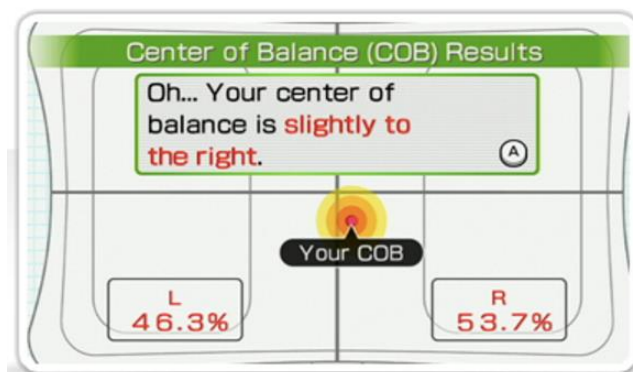 Center of Balance (COB) Results
Oh... Your center of
balance is slightly to
the right.
A
Your COB
L
46.3%
R
53.7%